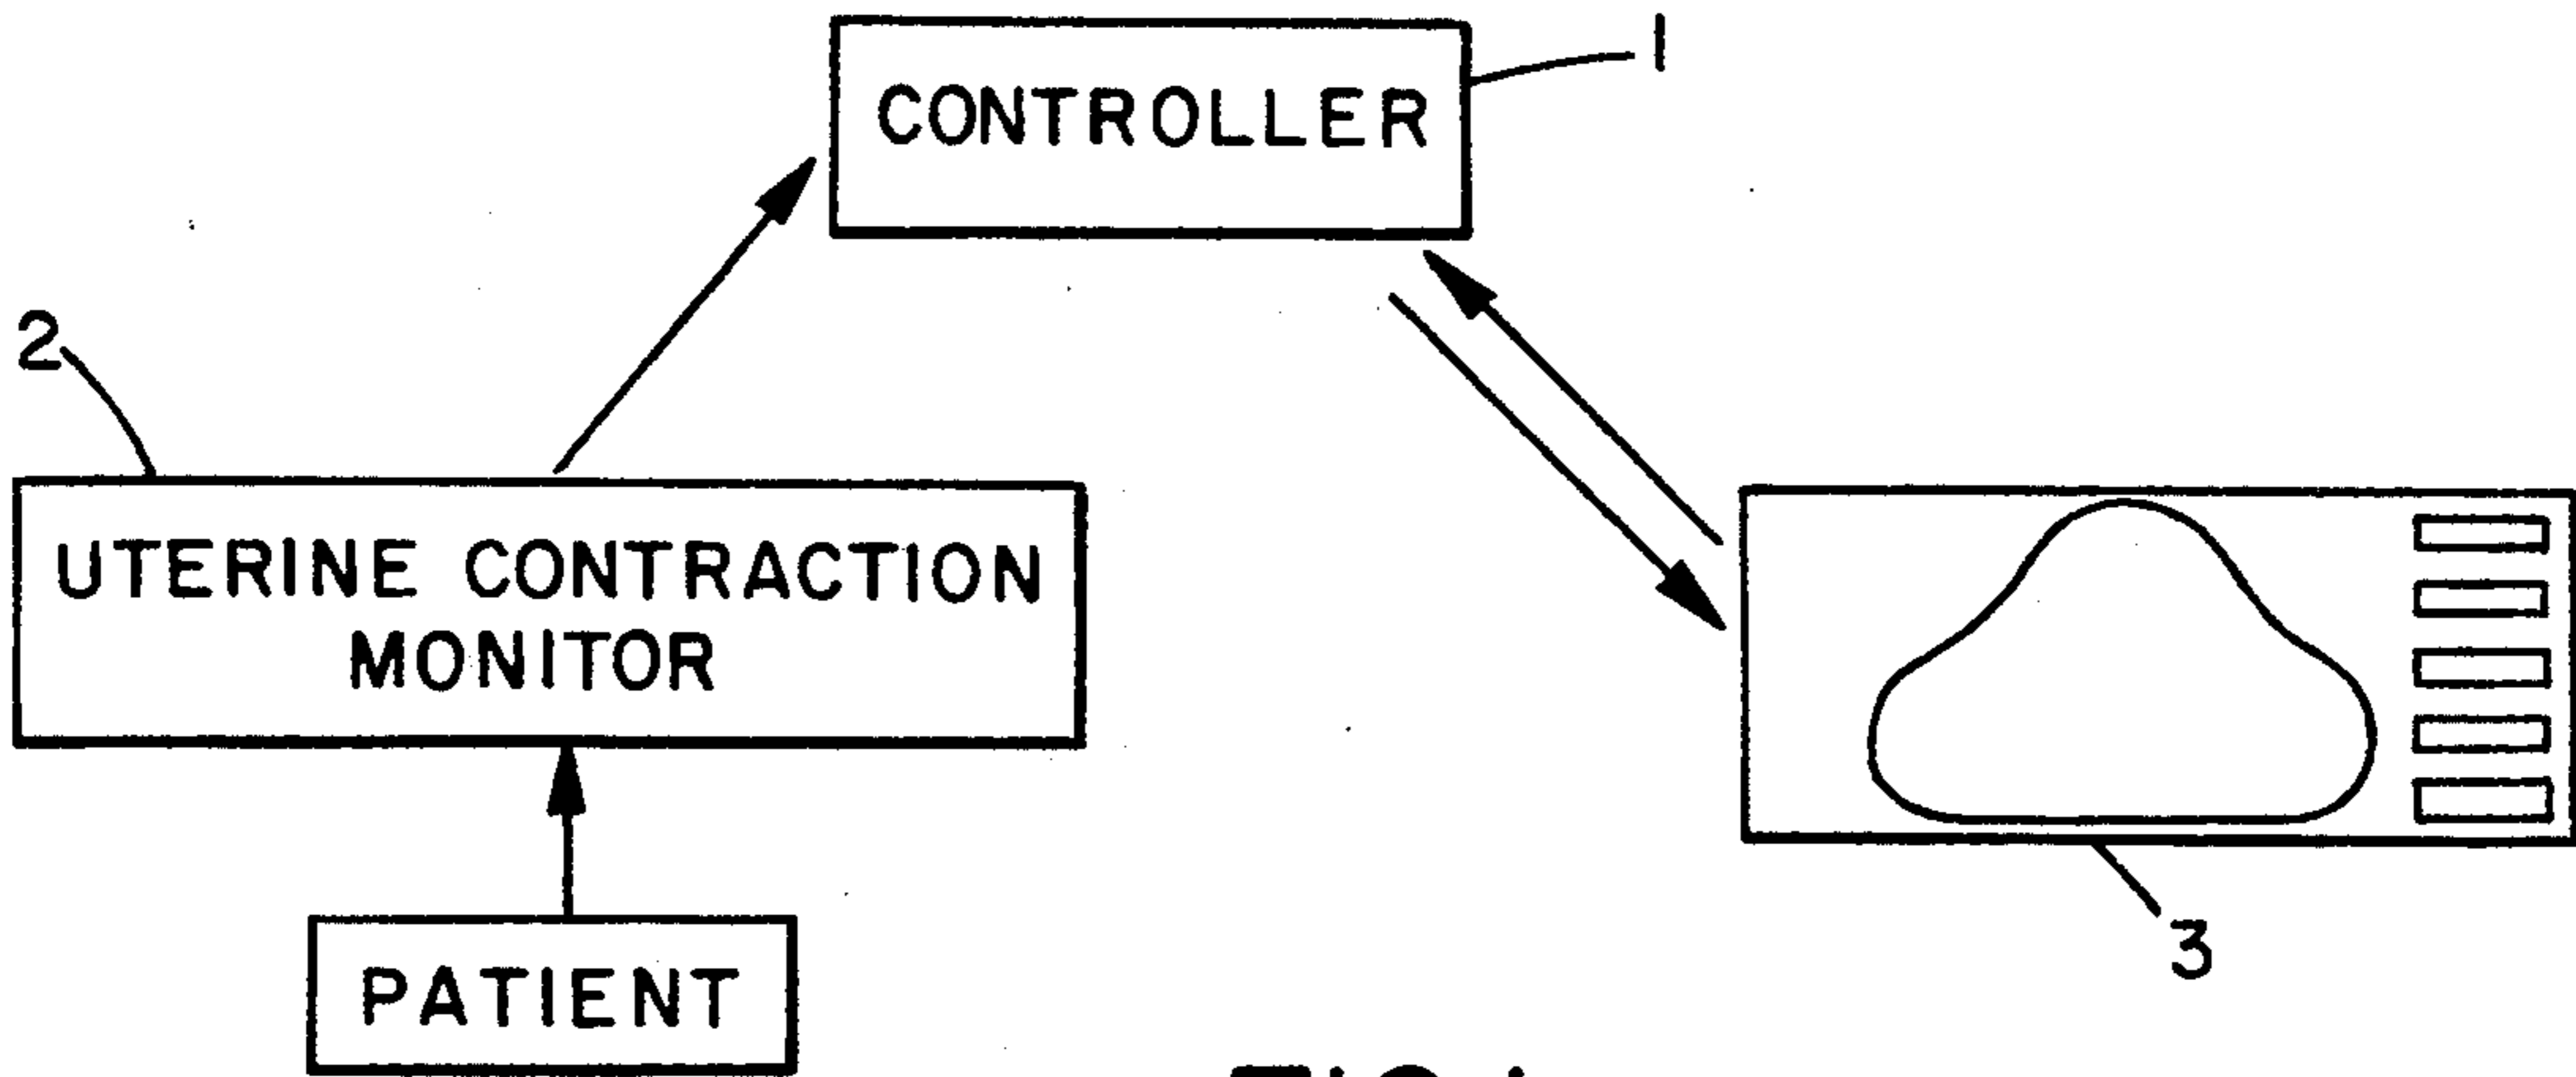 CONTROLLER
1
2
UTERINE CONTRACTION
MONITOR
3
PATIENT